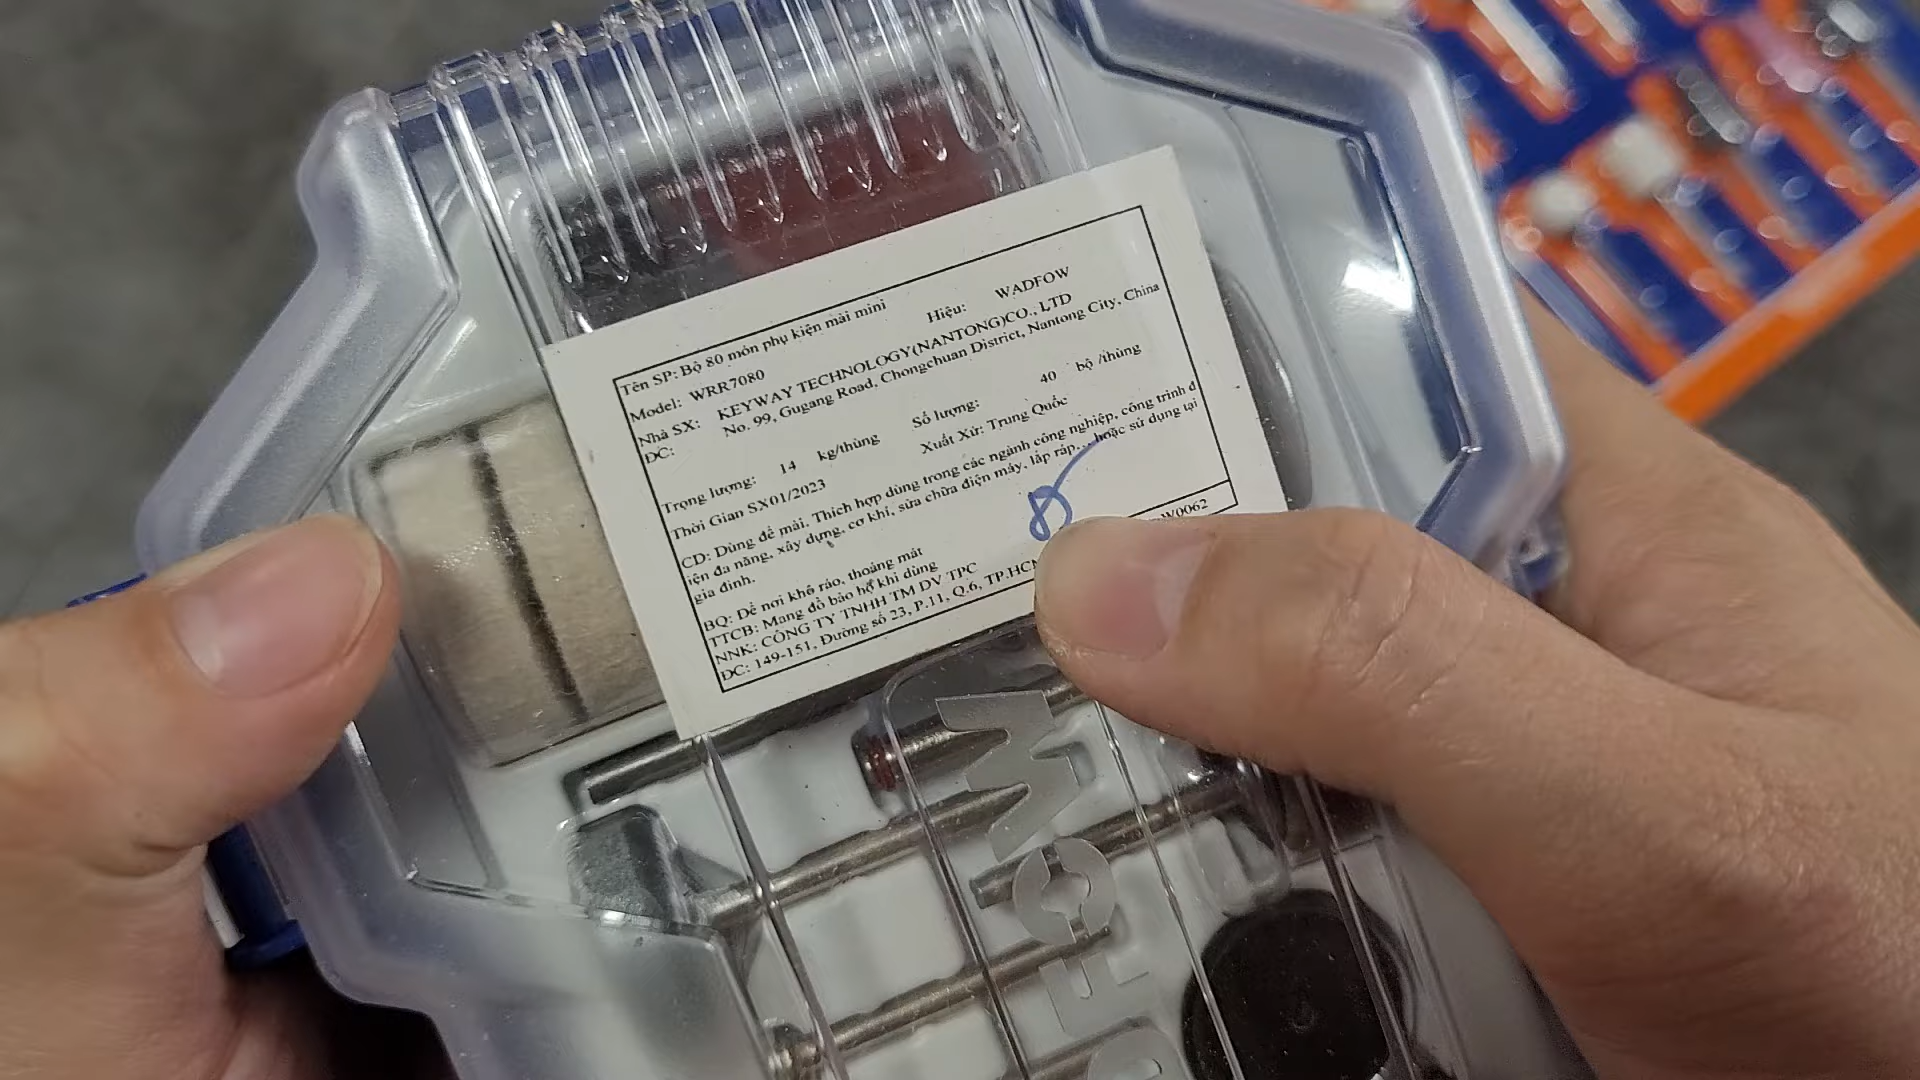 Tên SP: Bộ 80 món phụ kiện mài mini
Model: WRR7080 Hiệu: WADFOW
Nhà SX: KEYWAY TECHNOLOGY(NANTONG)CO., LTD
ĐC: No. 99, Gugang Road, Chongchuan District, Nantong City, China
Trọng lượng: 14 kg/thùng Số lượng: 40 bộ /thùng
Thời Gian SX01/2023 Xuất Xứ: Trung Quốc
CD: Dùng để mài. Thích hợp dùng trong các ngành công nghiệp, công trình đ
iện đa năng, xây dựng, cơ khí, sửa chữa điện máy, lắp ráp... hoặc sử dụng tại
gia đình.
BQ: Để nơi khô ráo, thoáng mát
TTCB: Mang đồ bảo hộ khi dùng
NNK: CÔNG TY TNHH TM DV TPC W0062
ĐC: 149-151, Đường số 23, P.11, Q.6, TP.HCM
DFOW